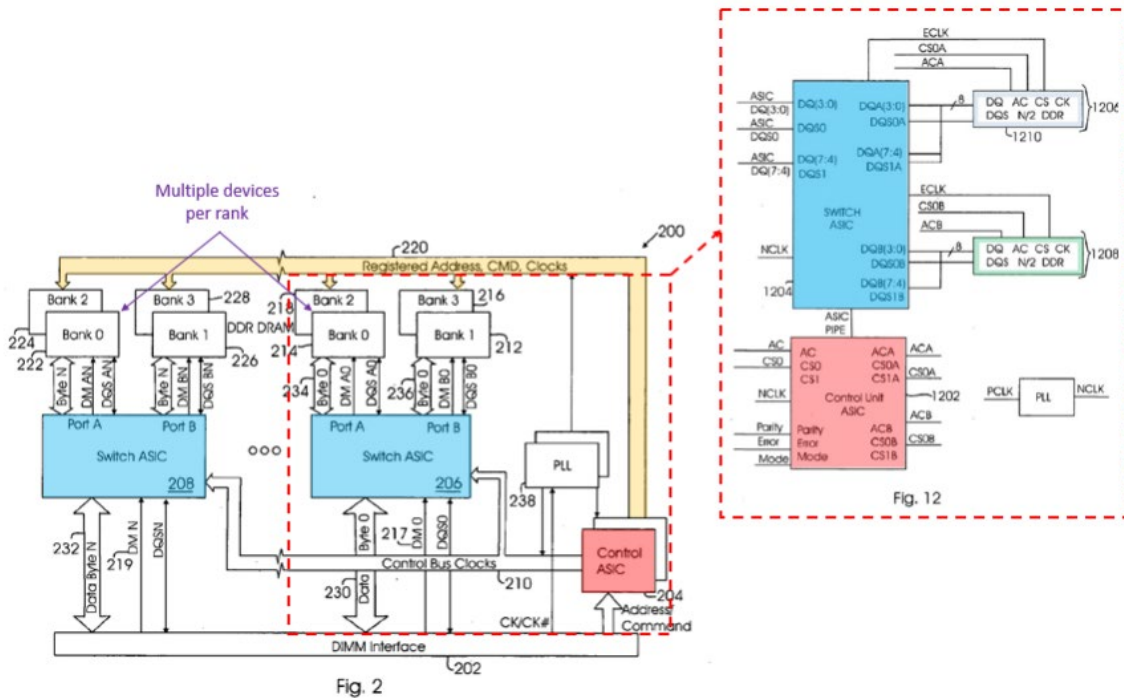 Multiple devices
per rank
220
200
Registered Address, CMD, Clocks
Bank 2
Bank 0
224
222
Bank 3
228
Bank 1
DDR DRAM
226
218
Bank 2
Bank 0
214
Bank 3
216
Bank 1
212
Byte N
DM AN
DQS AN
Byte N
DM BN
DQS BN
234
Byte 0
DM A0
DQS A0
236
Byte 0
DM B0
DQS B0
Port A
Port B
Switch ASIC
208
Port A
Port B
Switch ASIC
206
PLL
238
Control
ASIC
204
232
Data Byte N
219
DM N
DQSN
230
Data
Byte 0
217
DM 0
DQS0
Control Bus Clocks
210
CK/CK#
Address
Command
DIMM Interface
202
Fig. 2
ECLK
CS0A
ACA
ASIC
DQ(3:0)
ASIC
DQS0
ASIC
DQ(7:4)
DQ(3:0)
DQS0
DQ(7:4)
DQS1
DQA(3:0)
DQS0A
DQA(7:4)
DQS1A
8
DQ AC CS CK
DQS N/2 DDR
1206
1210
ECLK
CS0B
ACB
SWITCH
ASIC
NCLK
1204
DQB(3:0)
DQS0B
DQB(7:4)
DQS1B
8
DQ AC CS CK
DQS N/2 DDR
1208
ASIC
PIPE
AC
CS0
NCLK
Parity
Error
Mode
AC
CS0
CS1
ACA
CS0A
CS1A
Control Unit
ASIC
Parity
Error
Mode
ACB
CS0B
CS1B
ACA
CS0A
1202
ACB
CS0B
PCLK
PLL
NCLK
Fig. 12